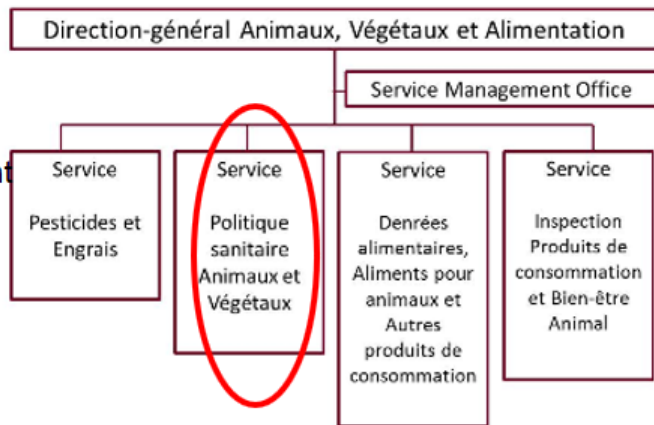 Direction-général Animaux, Végétaux et Alimentation
Service Management Office
Service
Pesticides et
Engrais
Service
Politique
sanitaire
Animaux et
Végétaux
Service
Denrées
alimentaires,
Aliments pour
animaux et
Autres
produits de
consommation
Service
Inspection
Produits de
consommation
et Bien-être
Animal